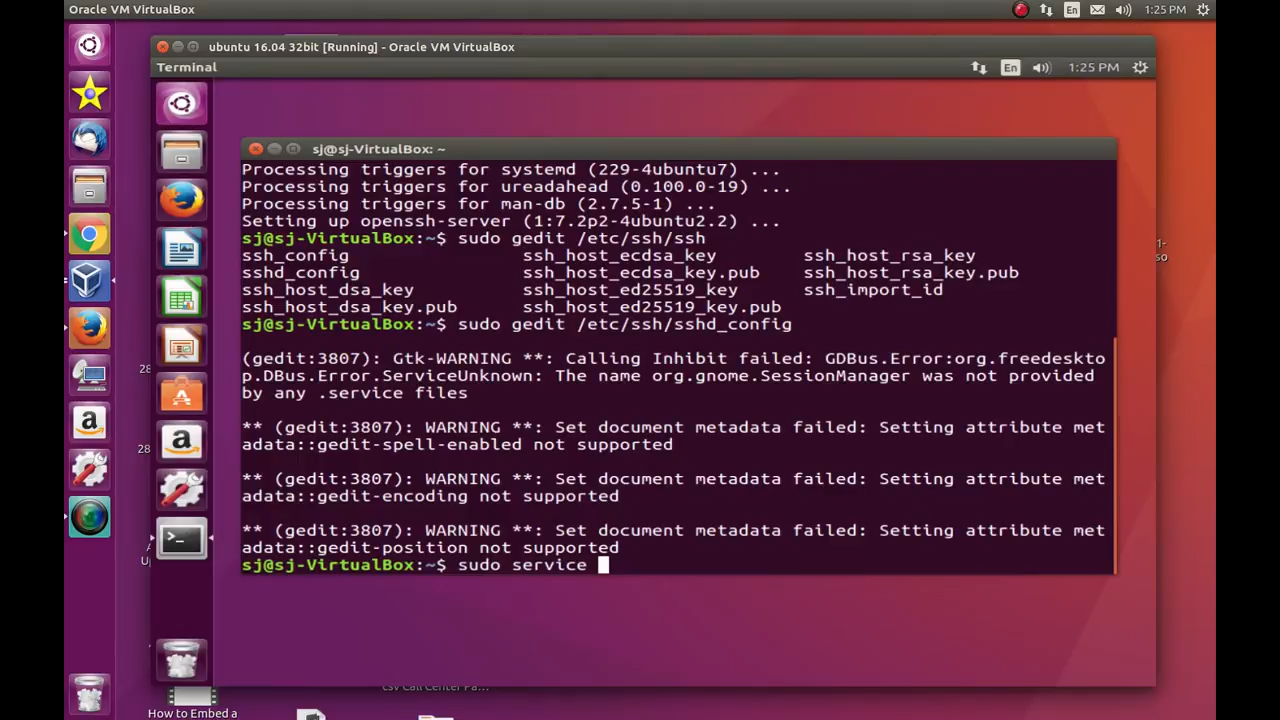 Oracle VM VirtualBox
En
1:25 PM
ubuntu 16.04 32bit [Running] - Oracle VM VirtualBox
Terminal
En
1:25 PM
sj@sj-VirtualBox: ~
Processing triggers for systemd (229-4ubuntu7) ...
Processing triggers for ureadahead (0.100.0-19) ...
Processing triggers for man-db (2.7.5-1) ...
Setting up openssh-server (1:7.2p2-4ubuntu2.2) ...
sj@sj-VirtualBox:~$ sudo gedit /etc/ssh/ssh
ssh_config ssh_host_ecdsa_key ssh_host_rsa_key
sshd_config ssh_host_ecdsa_key.pub ssh_host_rsa_key.pub
ssh_host_dsa_key ssh_host_ed25519_key ssh_import_id
ssh_host_dsa_key.pub ssh_host_ed25519_key.pub
sj@sj-VirtualBox:~$ sudo gedit /etc/ssh/sshd_config
(gedit:3807): Gtk-WARNING **: Calling Inhibit failed: GDBus.Error:org.freedeskto
p.DBus.Error.ServiceUnknown: The name org.gnome.SessionManager was not provided
by any .service files
** (gedit:3807): WARNING **: Set document metadata failed: Setting attribute met
adata::gedit-spell-enabled not supported
** (gedit:3807): WARNING **: Set document metadata failed: Setting attribute met
adata::gedit-encoding not supported
** (gedit:3807): WARNING **: Set document metadata failed: Setting attribute met
adata::gedit-position not supported
sj@sj-VirtualBox:~$ sudo service
1-
so
28
28
How to Embed a